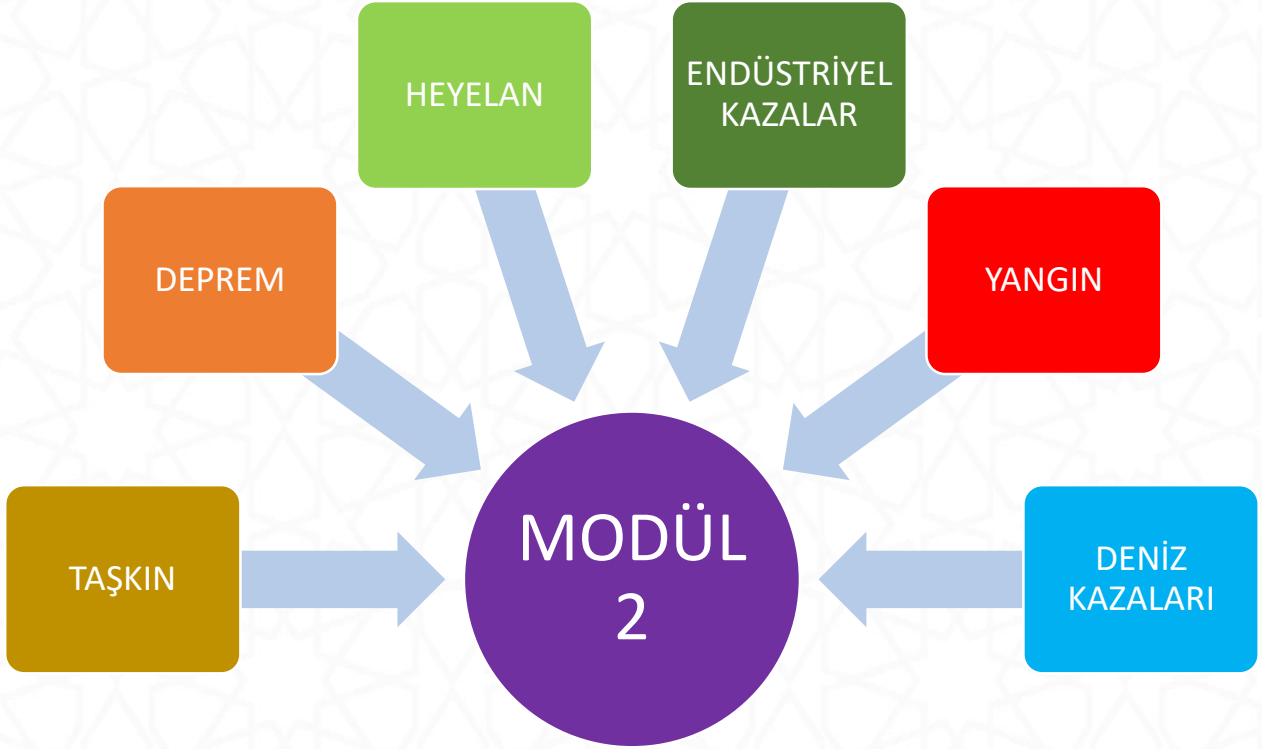 HEYELAN
ENDÜSTRİYEL
KAZALAR
DEPREM
YANGIN
TAŞKIN
MODÜL
2
DENİZ
KAZALARI